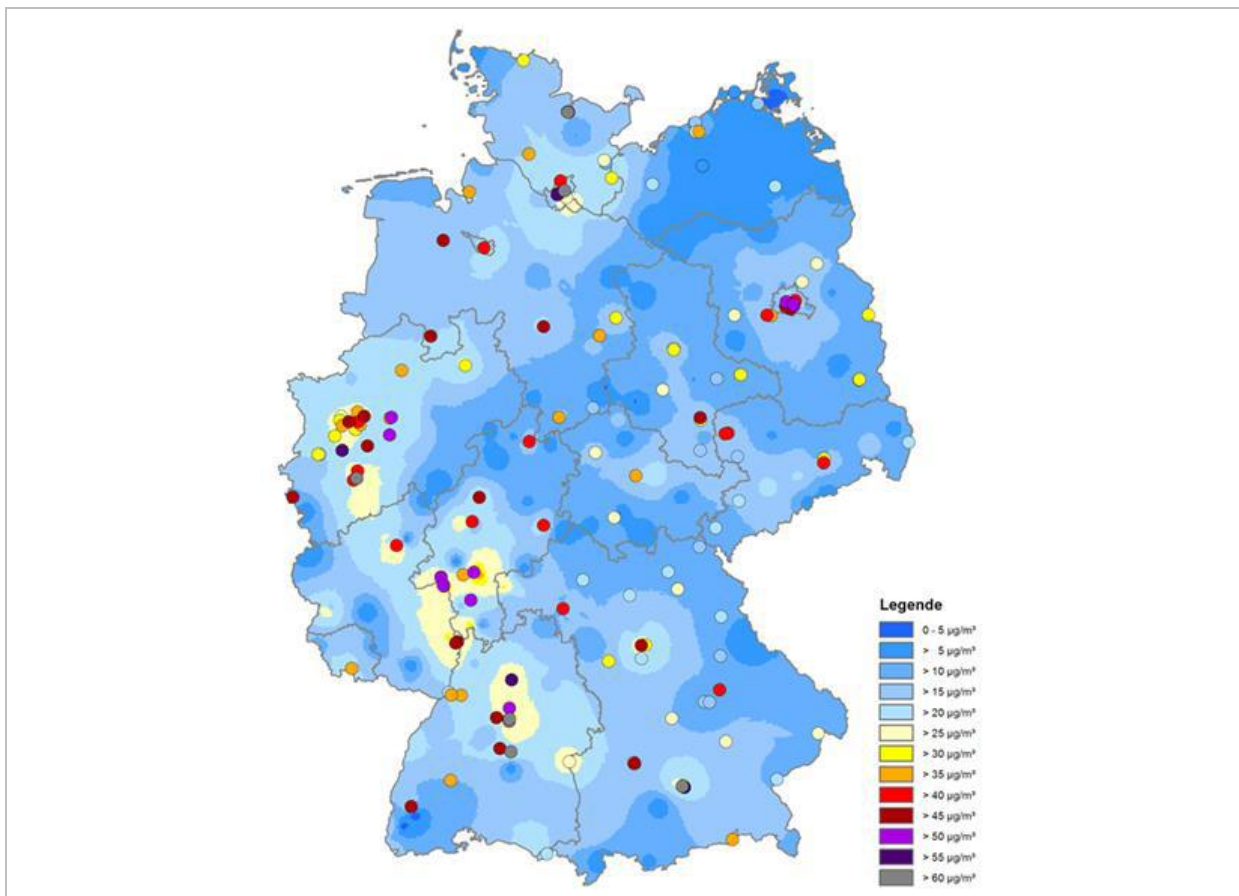 Legende
0 - 5 µg/m³
> 5 µg/m³
> 10 µg/m³
> 15 µg/m³
> 20 µg/m³
> 25 µg/m³
> 30 µg/m³
> 35 µg/m³
> 40 µg/m³
> 45 µg/m³
> 50 µg/m³
> 55 µg/m³
> 60 µg/m³